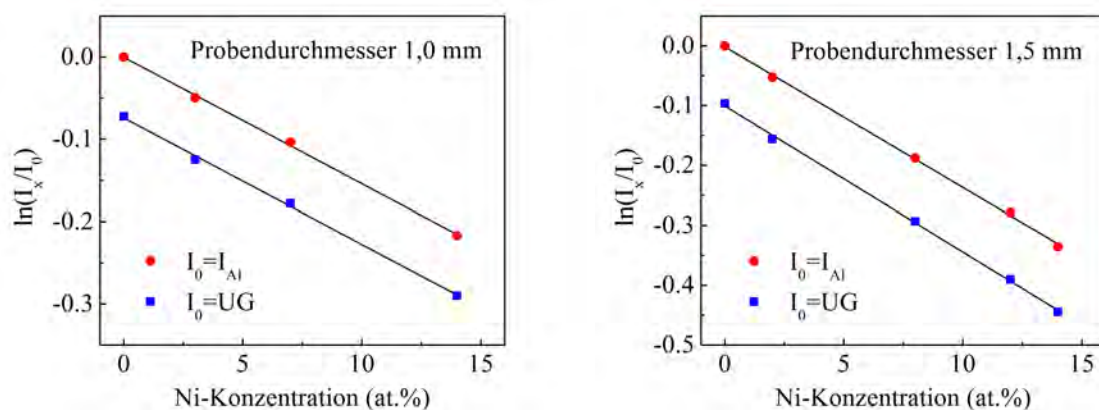 Probendurchmesser 1,0 mm
0.0
-0.1
-0.2
-0.3
ln(I_x/I_0)
I_0=I_Al
I_0=UG
0 5 10 15
Ni-Konzentration (at.%)
Probendurchmesser 1,5 mm
0.0
-0.1
-0.2
-0.3
-0.4
-0.5
ln(I_x/I_0)
I_0=I_Al
I_0=UG
0 5 10 15
Ni-Konzentration (at.%)